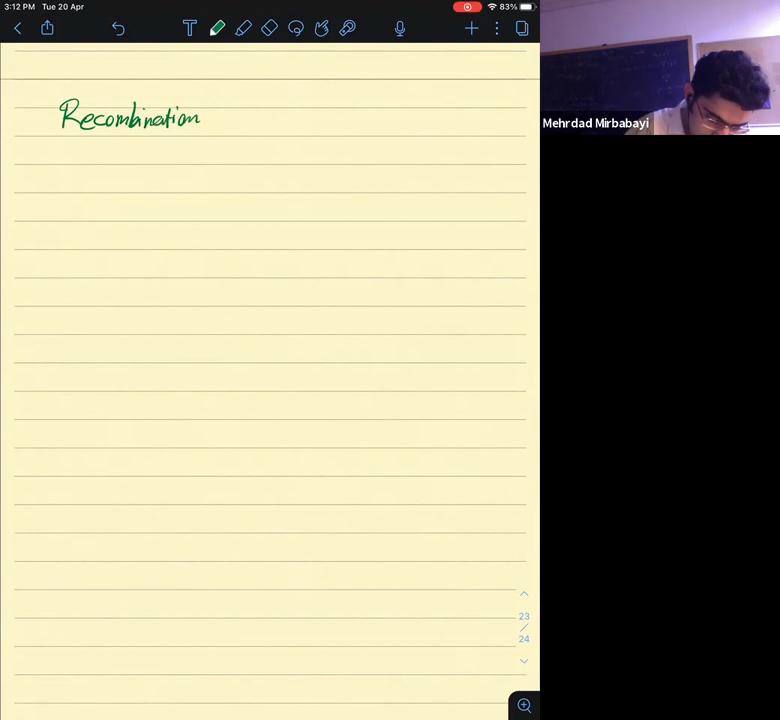 3:12 PM Tue 20 Apr
83%
T
Recombination
Mehrdad Mirbabayi
23
/
24